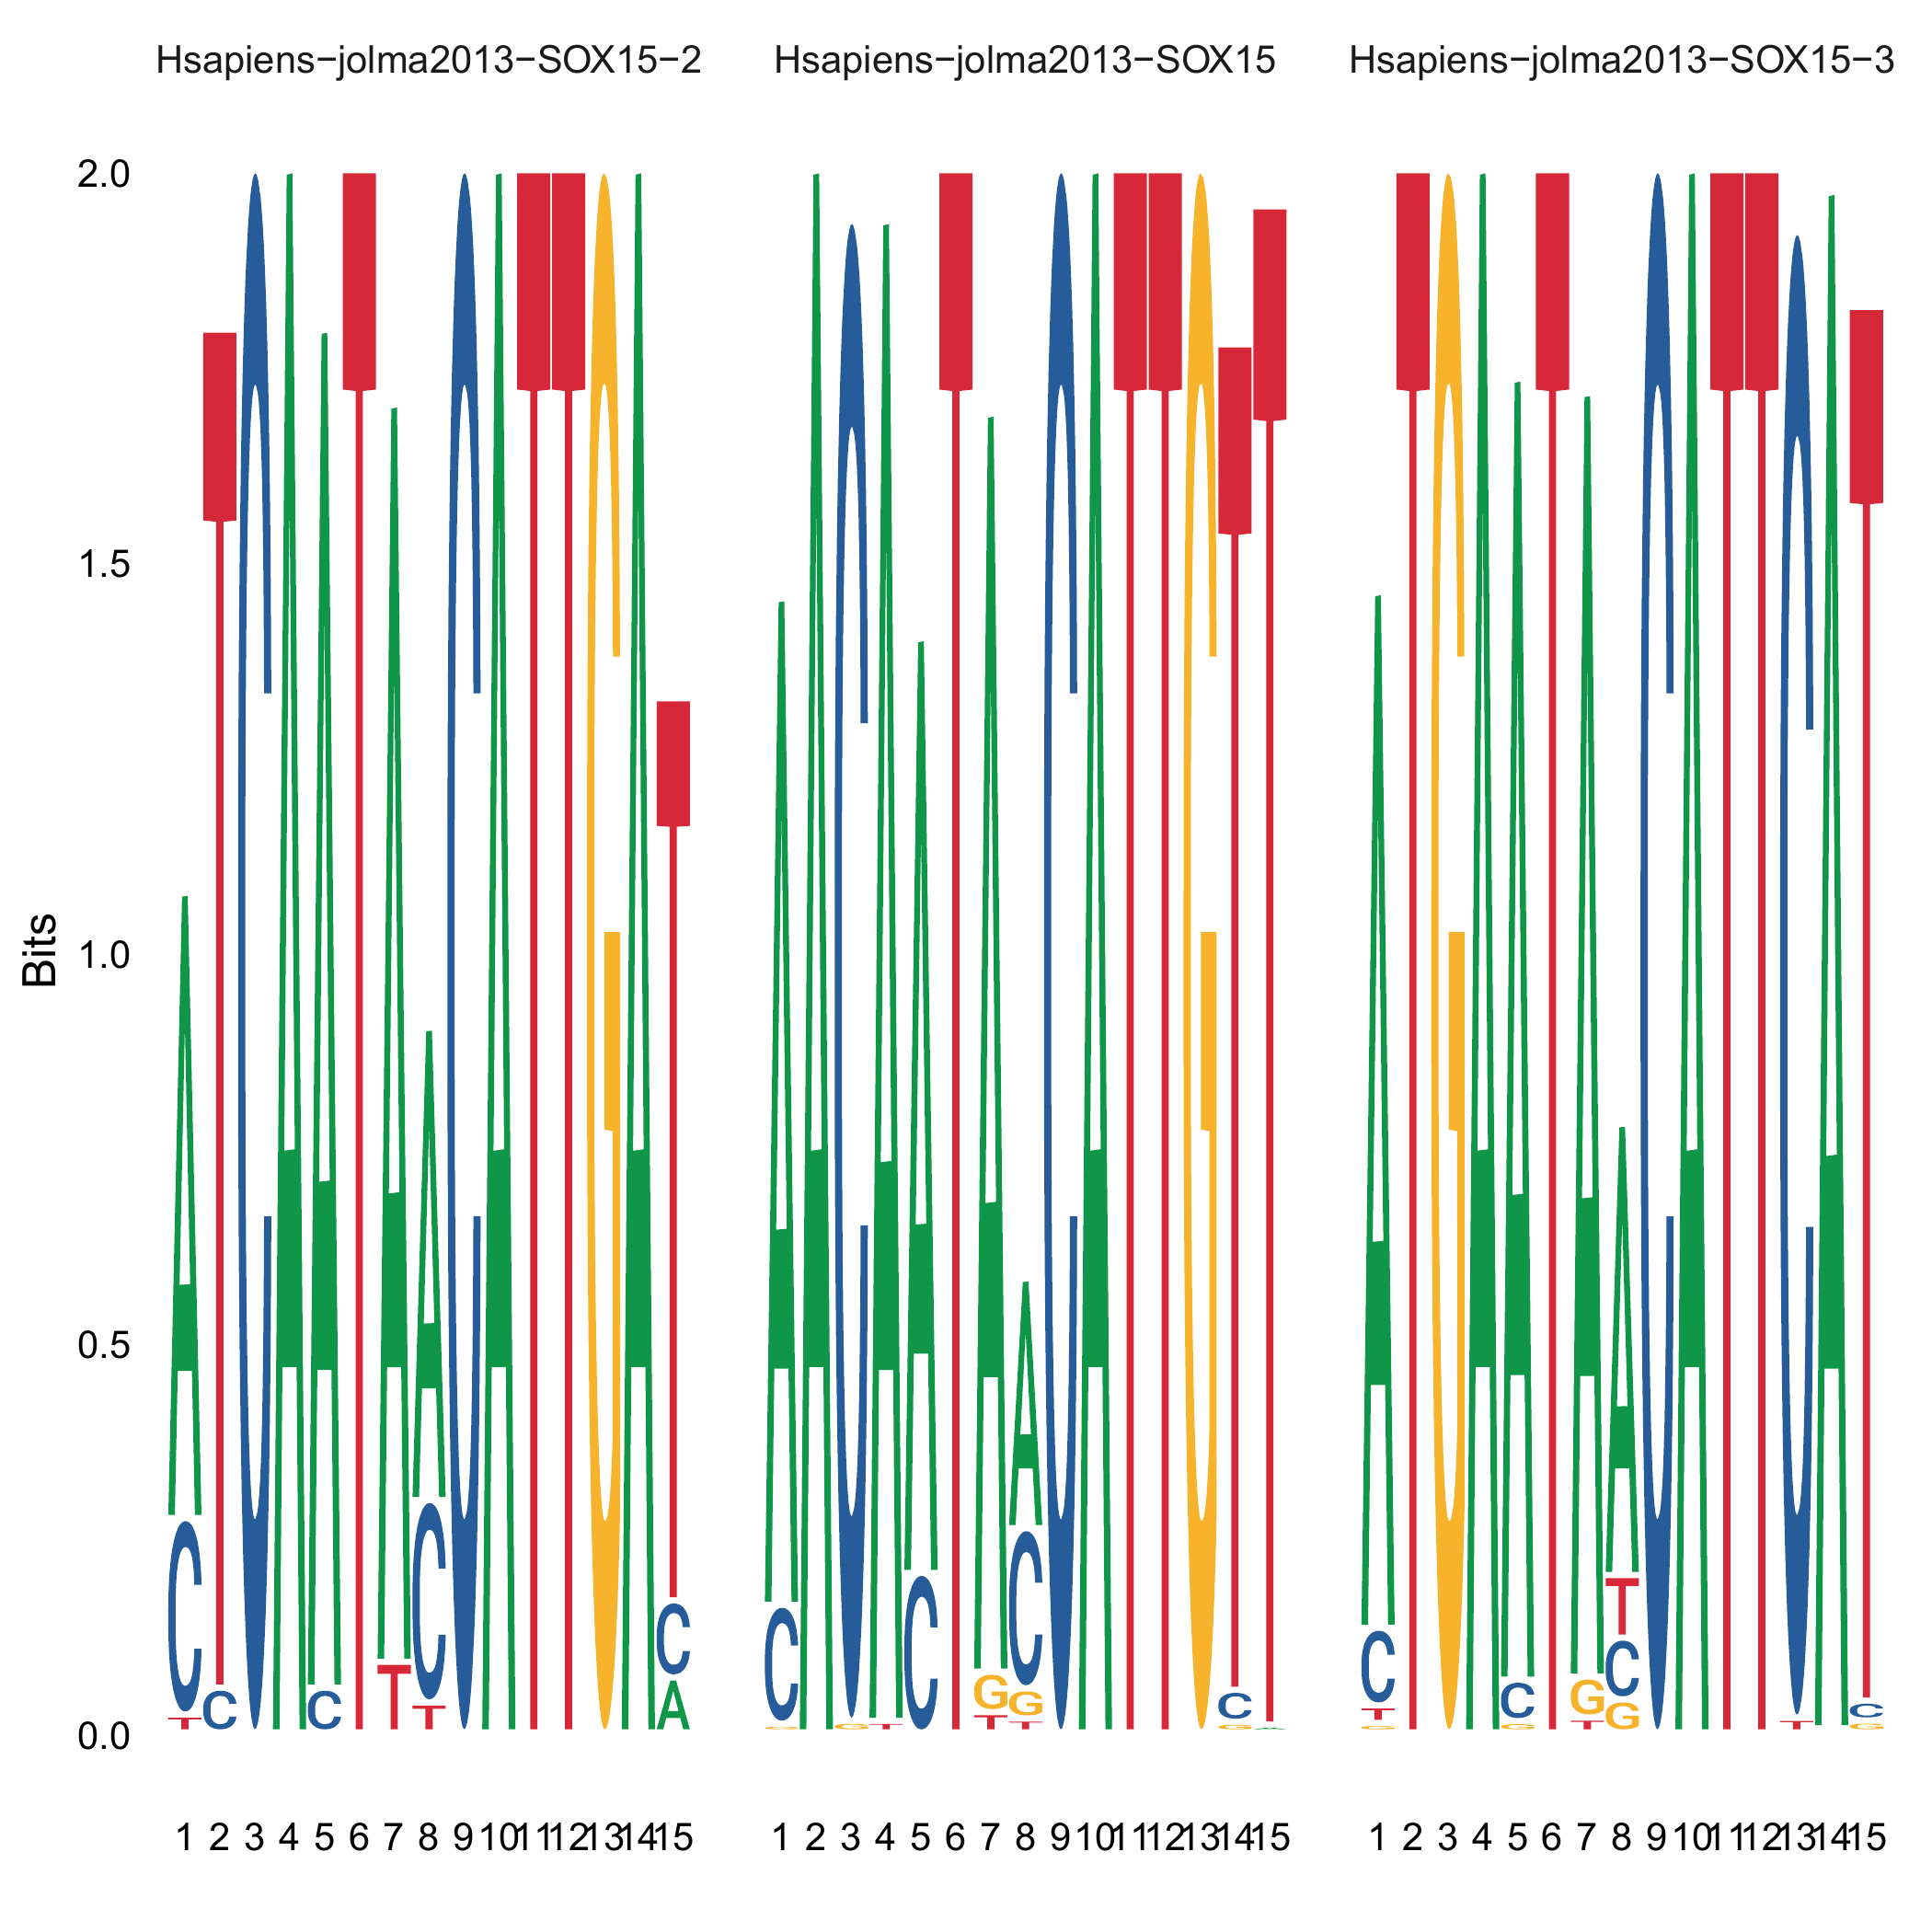 Hsapiens−jolma2013−SOX15−2 Hsapiens−jolma2013−SOX15 Hsapiens−jolma2013−SOX15−3
2.0
1.5
1.0
0.5
0.0
Bits
A T C A A T A A C A T T G A T
C C C T C C
T T A
A A C A A T A A C A T T G T T
C G T C G C C
G T G T G A
A T G A A T A A C A T T C A T
C C G T T C
T G T C G
G G
1 2 3 4 5 6 7 8 9 10 11 12 13 14 15 1 2 3 4 5 6 7 8 9 10 11 12 13 14 15 1 2 3 4 5 6 7 8 9 10 11 12 13 14 15